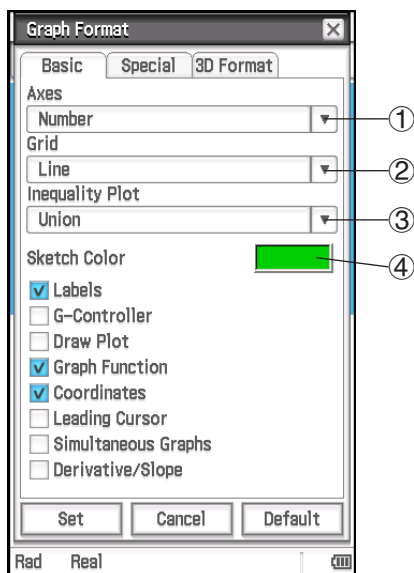 Graph Format
Basic Special 3D Format
Axes
Number ①
Grid
Line ②
Inequality Plot
Union ③
Sketch Color ④
Labels
G-Controller
Draw Plot
Graph Function
Coordinates
Leading Cursor
Simultaneous Graphs
Derivative/Slope
Set Cancel Default
Rad Real